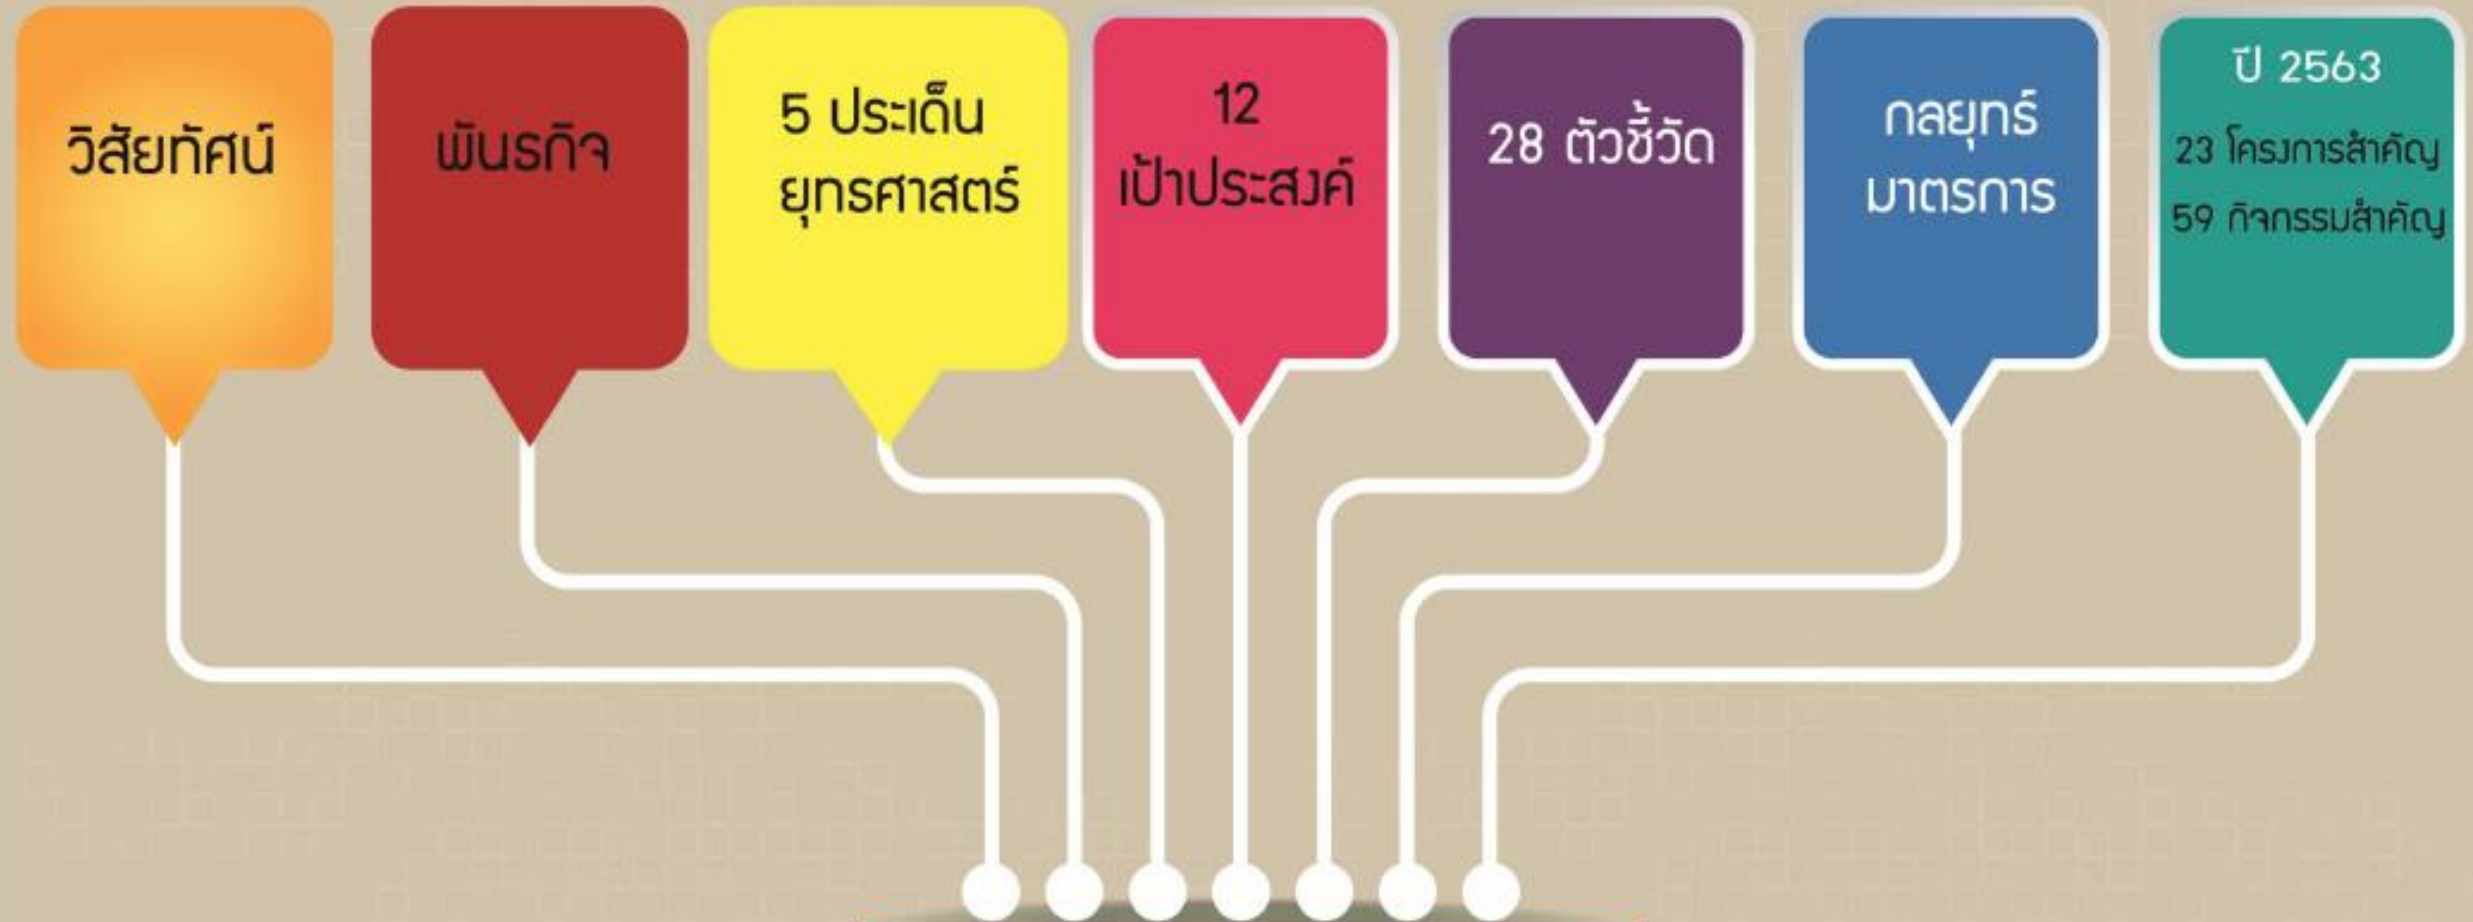 วิสัยทัศน์
พันธกิจ
5 ประเด็น
ยุทธศาสตร์
12
เป้าประสงค์
28 ตัวชี้วัด
กลยุทธ์
มาตรการ
ปี 2563
23 โครงการสำคัญ
59 กิจกรรมสำคัญ